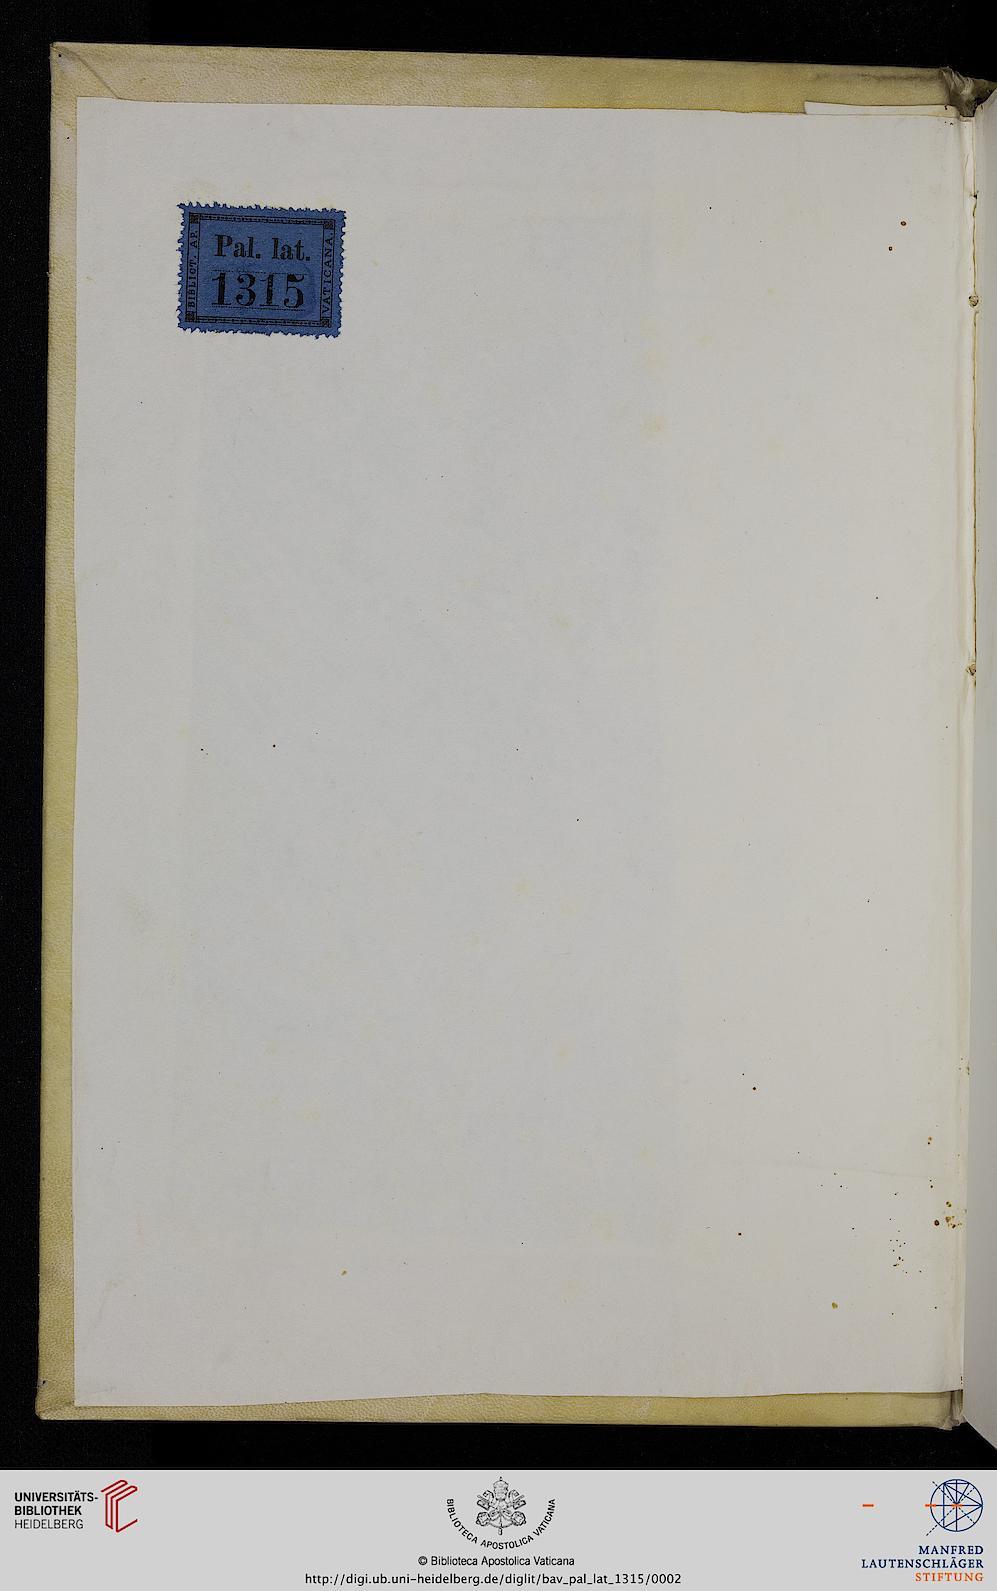 BIBLIOT. AP. VATICANA.
Pal. lat.
1315
UNIVERSITÄTS-
BIBLIOTHEK
HEIDELBERG
BIBLIOTECA APOSTOLICA VATICANA
© Biblioteca Apostolica Vaticana
http://digi.ub.uni-heidelberg.de/diglit/bav_pal_lat_1315/0002
MANFRED
LAUTENSCHLÄGER
STIFTUNG